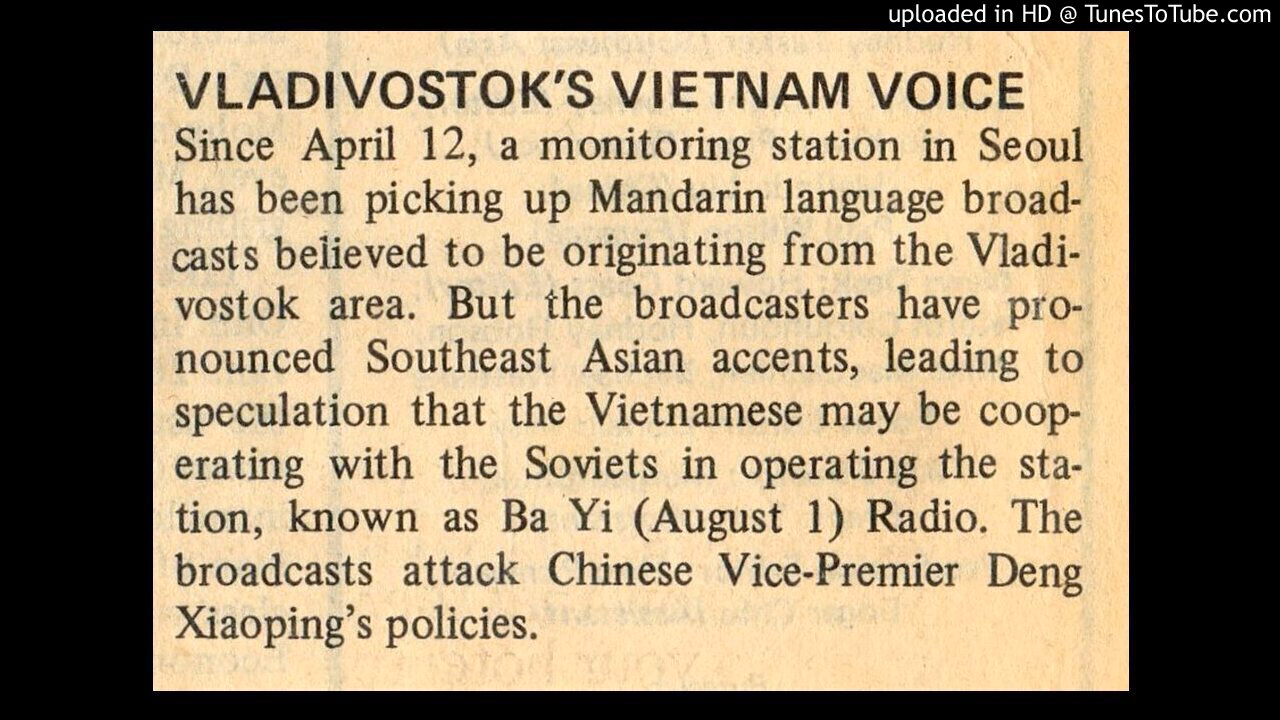 uploaded in HD @ TunesToTube.com
VLADIVOSTOK'S VIETNAM VOICE
Since April 12, a monitoring station in Seoul
has been picking up Mandarin language broad-
casts believed to be originating from the Vladi-
vostok area. But the broadcasters have pro-
nounced Southeast Asian accents, leading to
speculation that the Vietnamese may be coop-
erating with the Soviets in operating the sta-
tion, known as Ba Yi (August 1) Radio. The
broadcasts attack Chinese Vice-Premier Deng
Xiaoping's policies.